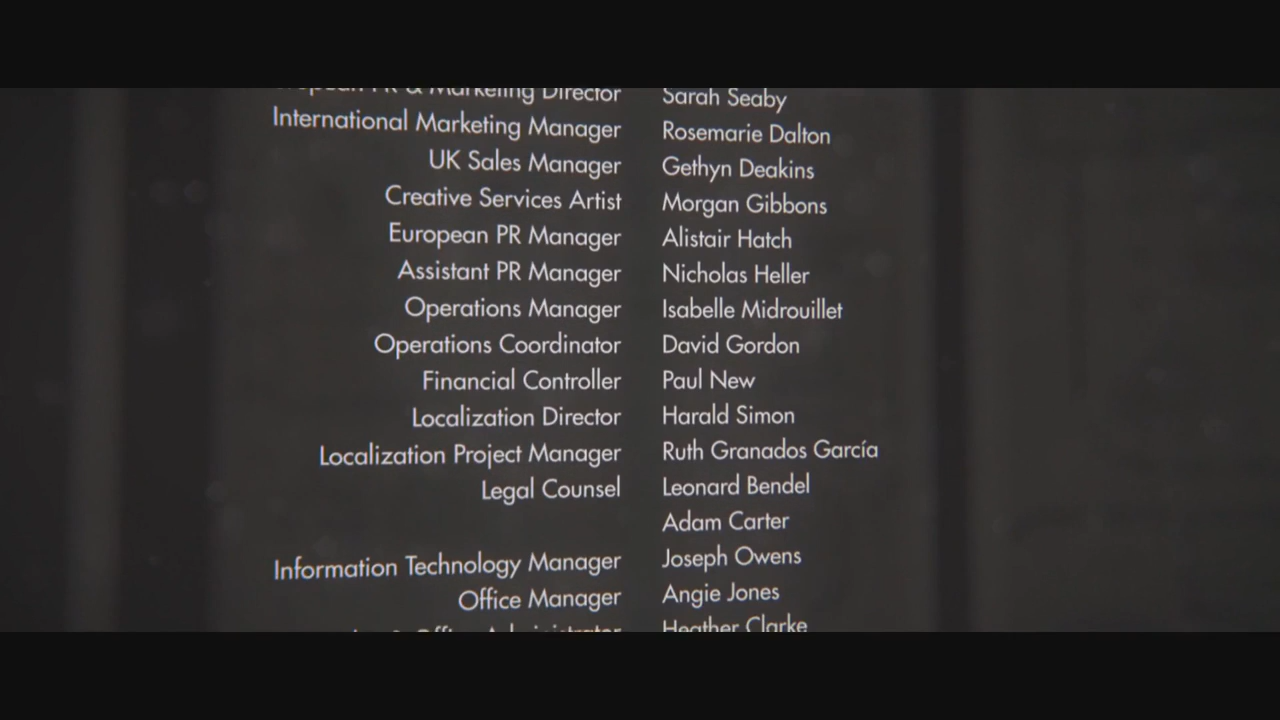 PR & Marketing Director Sarah Seaby
International Marketing Manager Rosemarie Dalton
UK Sales Manager Gethyn Deakins
Creative Services Artist Morgan Gibbons
European PR Manager Alistair Hatch
Assistant PR Manager Nicholas Heller
Operations Manager Isabelle Midrouillet
Operations Coordinator David Gordon
Financial Controller Paul New
Localization Director Harald Simon
Localization Project Manager Ruth Granados García
Legal Counsel Leonard Bendel
Adam Carter
Information Technology Manager Joseph Owens
Office Manager Angie Jones
Heather Clarke